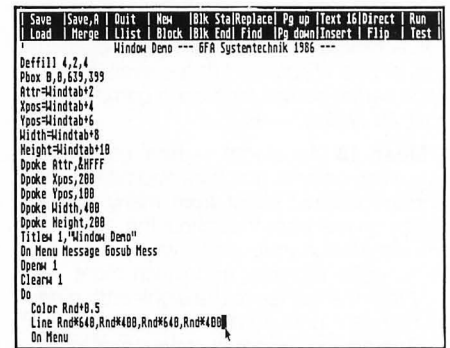 Save |Save,A | Quit | New |Blk Sta|Replace| Pg up |Text 16|Direct | Run |
| Load | Merge | Llist | Block |Blk End| Find |Pg down|Insert | Flip | Test |
' Window Demo --- GFA Systemtechnik 1986 ---
Deffill 4,2,4
Pbox 0,0,639,399
Attr=Windtab+2
Xpos=Windtab+4
Ypos=Windtab+6
Width=Windtab+8
Height=Windtab+10
Dpoke Attr,&HFFF
Dpoke Xpos,200
Dpoke Ypos,100
Dpoke Width,400
Dpoke Height,200
Titlew 1,"Window Demo"
On Menu Message Gosub Mess
Openw 1
Clearw 1
Do
Color Rnd+0.5
Line Rnd*640,Rnd*400,Rnd*640,Rnd*400
On Menu